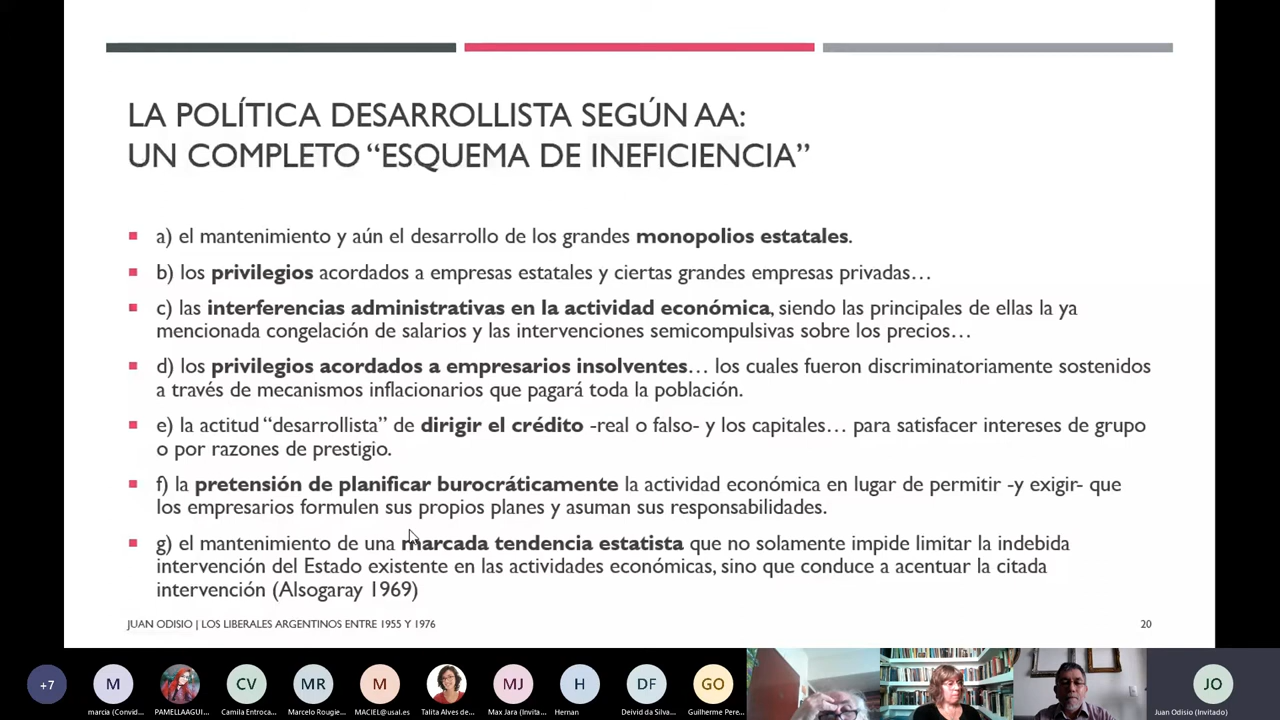 LA POLÍTICA DESARROLLISTA SEGÚN AA:
UN COMPLETO “ESQUEMA DE INEFICIENCIA”
a) el mantenimiento y aún el desarrollo de los grandes monopolios estatales.
b) los privilegios acordados a empresas estatales y ciertas grandes empresas privadas…
c) las interferencias administrativas en la actividad económica, siendo las principales de ellas la ya
mencionada congelación de salarios y las intervenciones semicompulsivas sobre los precios…
d) los privilegios acordados a empresarios insolventes… los cuales fueron discriminatoriamente sostenidos
a través de mecanismos inflacionarios que pagará toda la población.
e) la actitud “desarrollista” de dirigir el crédito -real o falso- y los capitales… para satisfacer intereses de grupo
o por razones de prestigio.
f) la pretensión de planificar burocráticamente la actividad económica en lugar de permitir -y exigir- que
los empresarios formulen sus propios planes y asuman sus responsabilidades.
g) el mantenimiento de una marcada tendencia estatista que no solamente impide limitar la indebida
intervención del Estado existente en las actividades económicas, sino que conduce a acentuar la citada
intervención (Alsogaray 1969)
JUAN ODISIO | LOS LIBERALES ARGENTINOS ENTRE 1955 Y 1976
20
+7
M
CV
MR
M
MJ
H
DF
GO
JO
marcia (Convid...
PAMELLAAGUI...
Camila Entroca...
Marcelo Rougie...
MACIEL@usal.es
Talita Alves de...
Max Jara (Invita...
Hernan
Deivid da Silva...
Guilherme Pere...
Juan Odisio (Invitado)